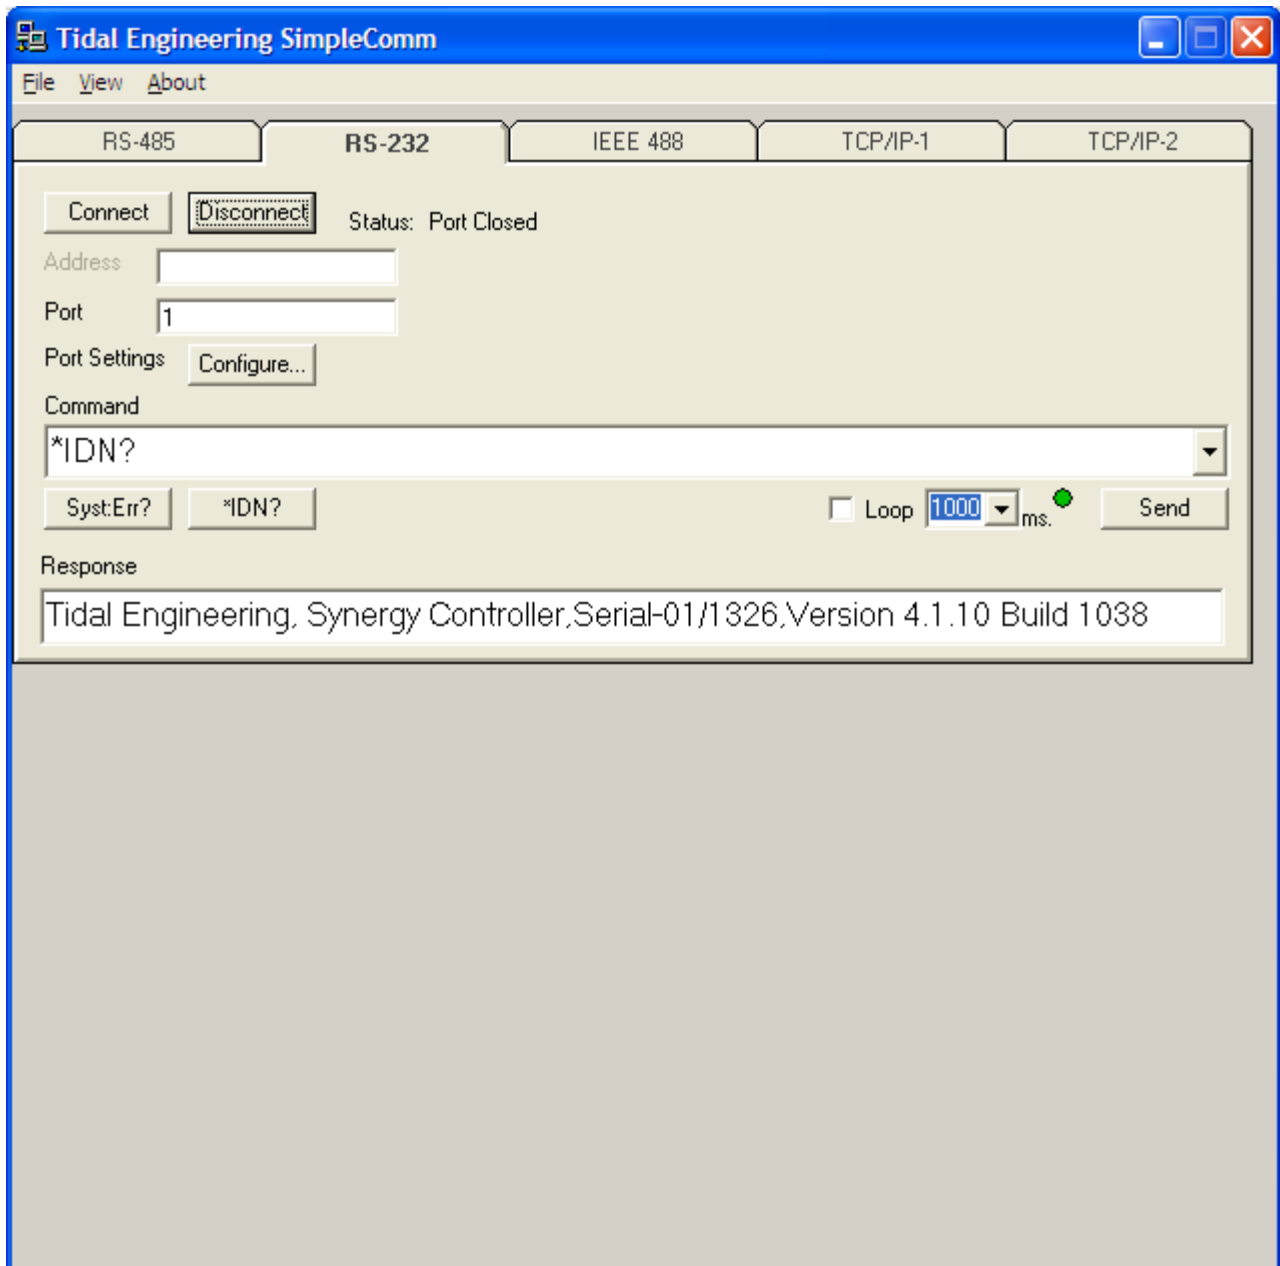 Tidal Engineering SimpleComm
File View About
RS-485 RS-232 IEEE 488 TCP/IP-1 TCP/IP-2
Connect Disconnect Status: Port Closed
Address
Port 1
Port Settings Configure...
Command
*IDN?
Syst:Err? *IDN? Loop 1000 ms. Send
Response
Tidal Engineering, Synergy Controller,Serial-01/1326,Version 4.1.10 Build 1038